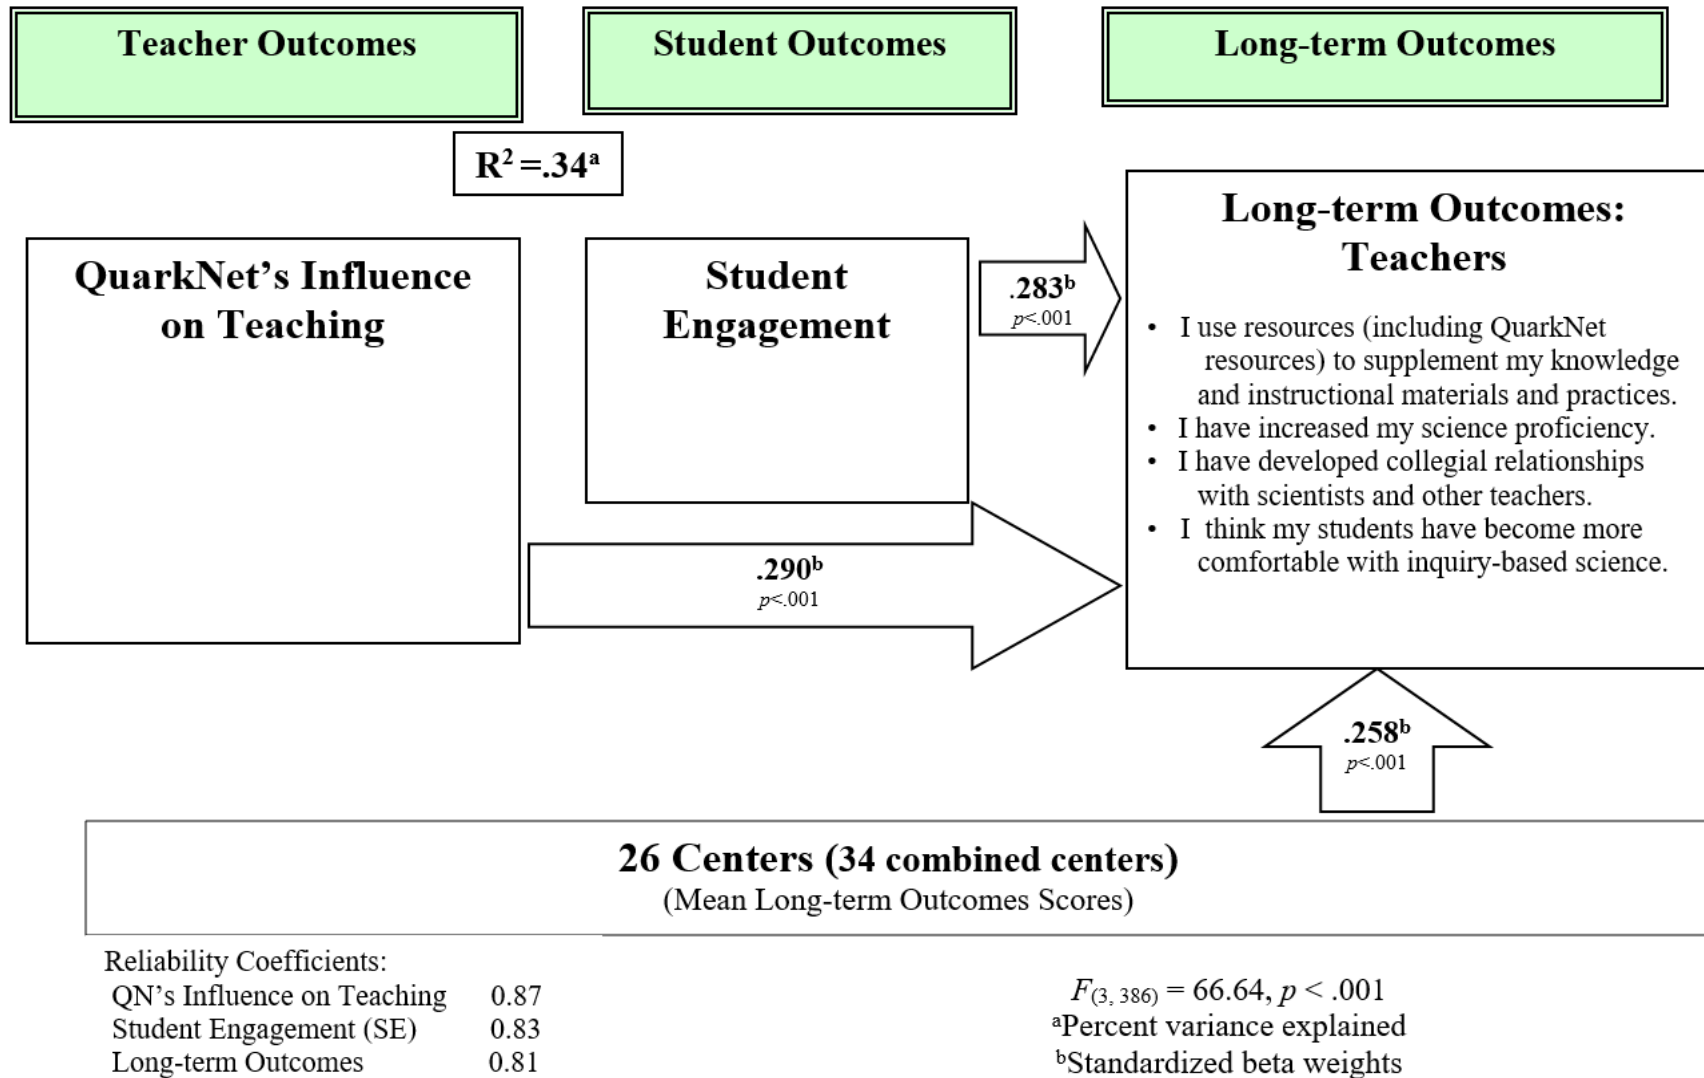 Teacher Outcomes
Student Outcomes
Long-term Outcomes
R² =.34ᵃ
QuarkNet’s Influence
on Teaching
Student
Engagement
.283ᵇ
p<.001
.290ᵇ
p<.001
Long-term Outcomes:
Teachers
• I use resources (including QuarkNet
resources) to supplement my knowledge
and instructional materials and practices.
• I have increased my science proficiency.
• I have developed collegial relationships
with scientists and other teachers.
• I think my students have become more
comfortable with inquiry-based science.
.258ᵇ
p<.001
26 Centers (34 combined centers)
(Mean Long-term Outcomes Scores)
Reliability Coefficients:
QN’s Influence on Teaching 0.87
Student Engagement (SE) 0.83
Long-term Outcomes 0.81
F₍₃, ₃₈₆₎ = 66.64, p < .001
ᵃPercent variance explained
ᵇStandardized beta weights